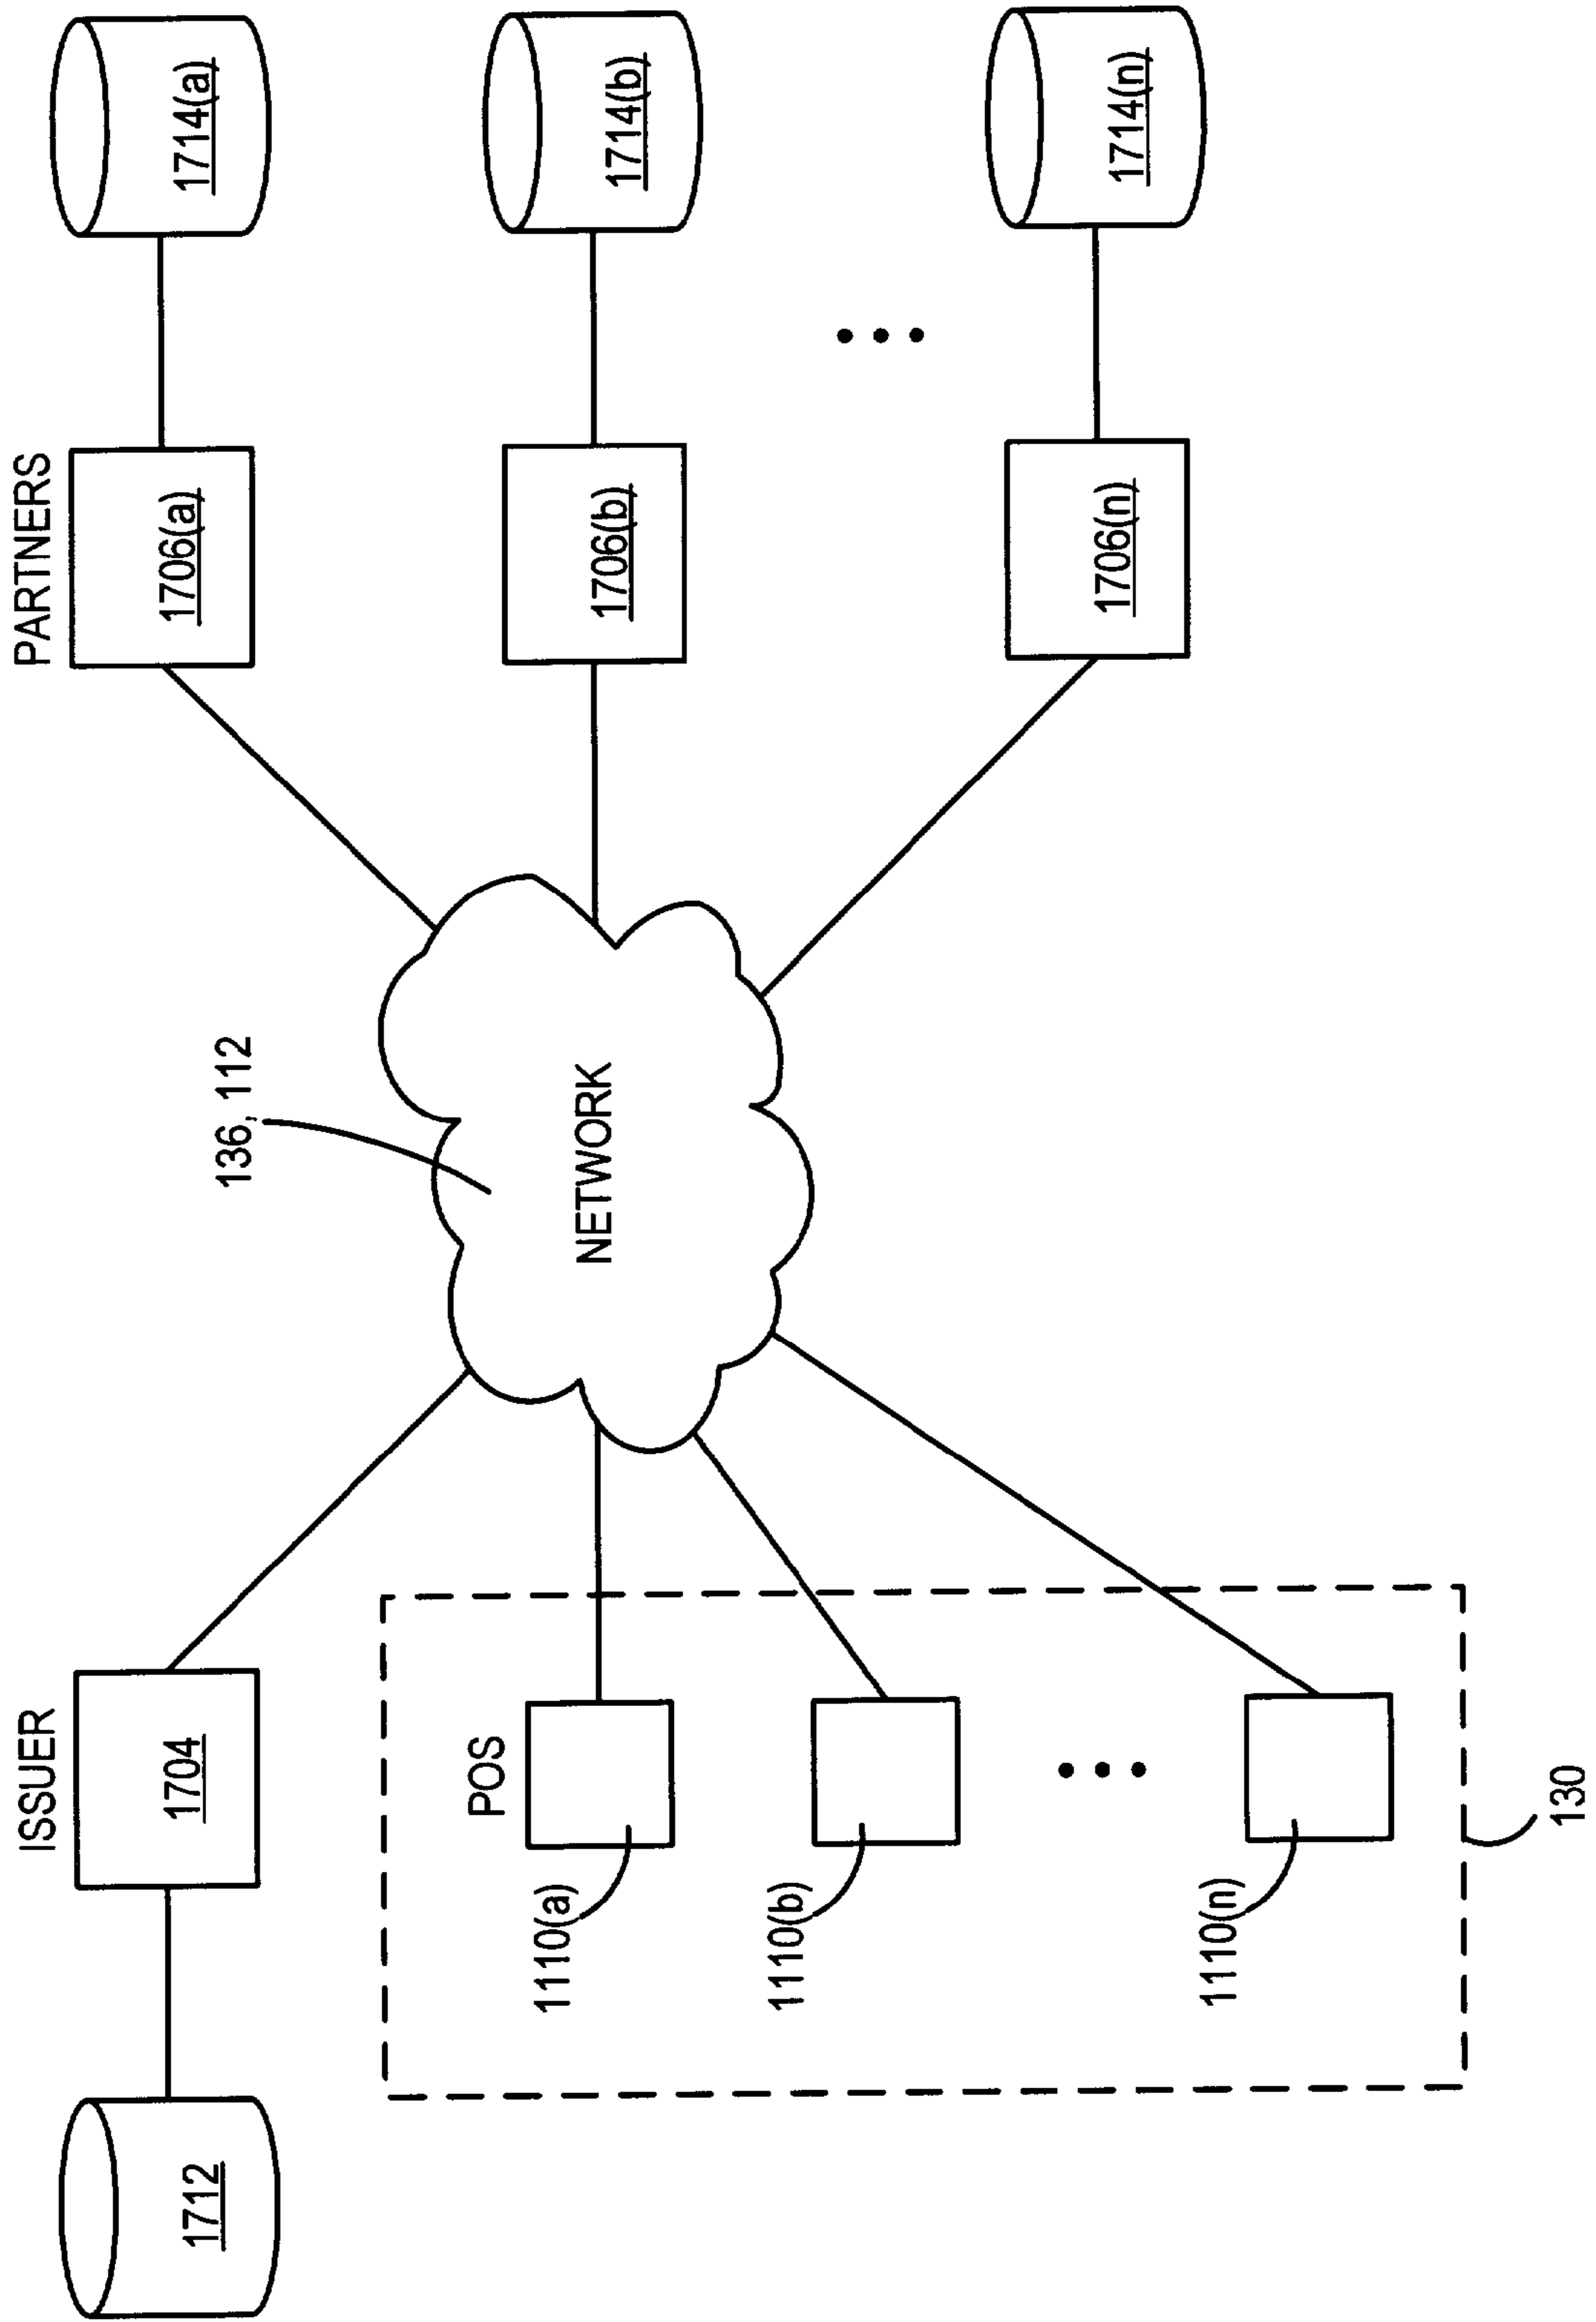 ISSUER
PARTNERS
1712
1704
136, 112
1706(a)
1714(a)
POS
NETWORK
1110(a)
1706(b)
1714(b)
1110(b)
1110(n)
1706(n)
1714(n)
130